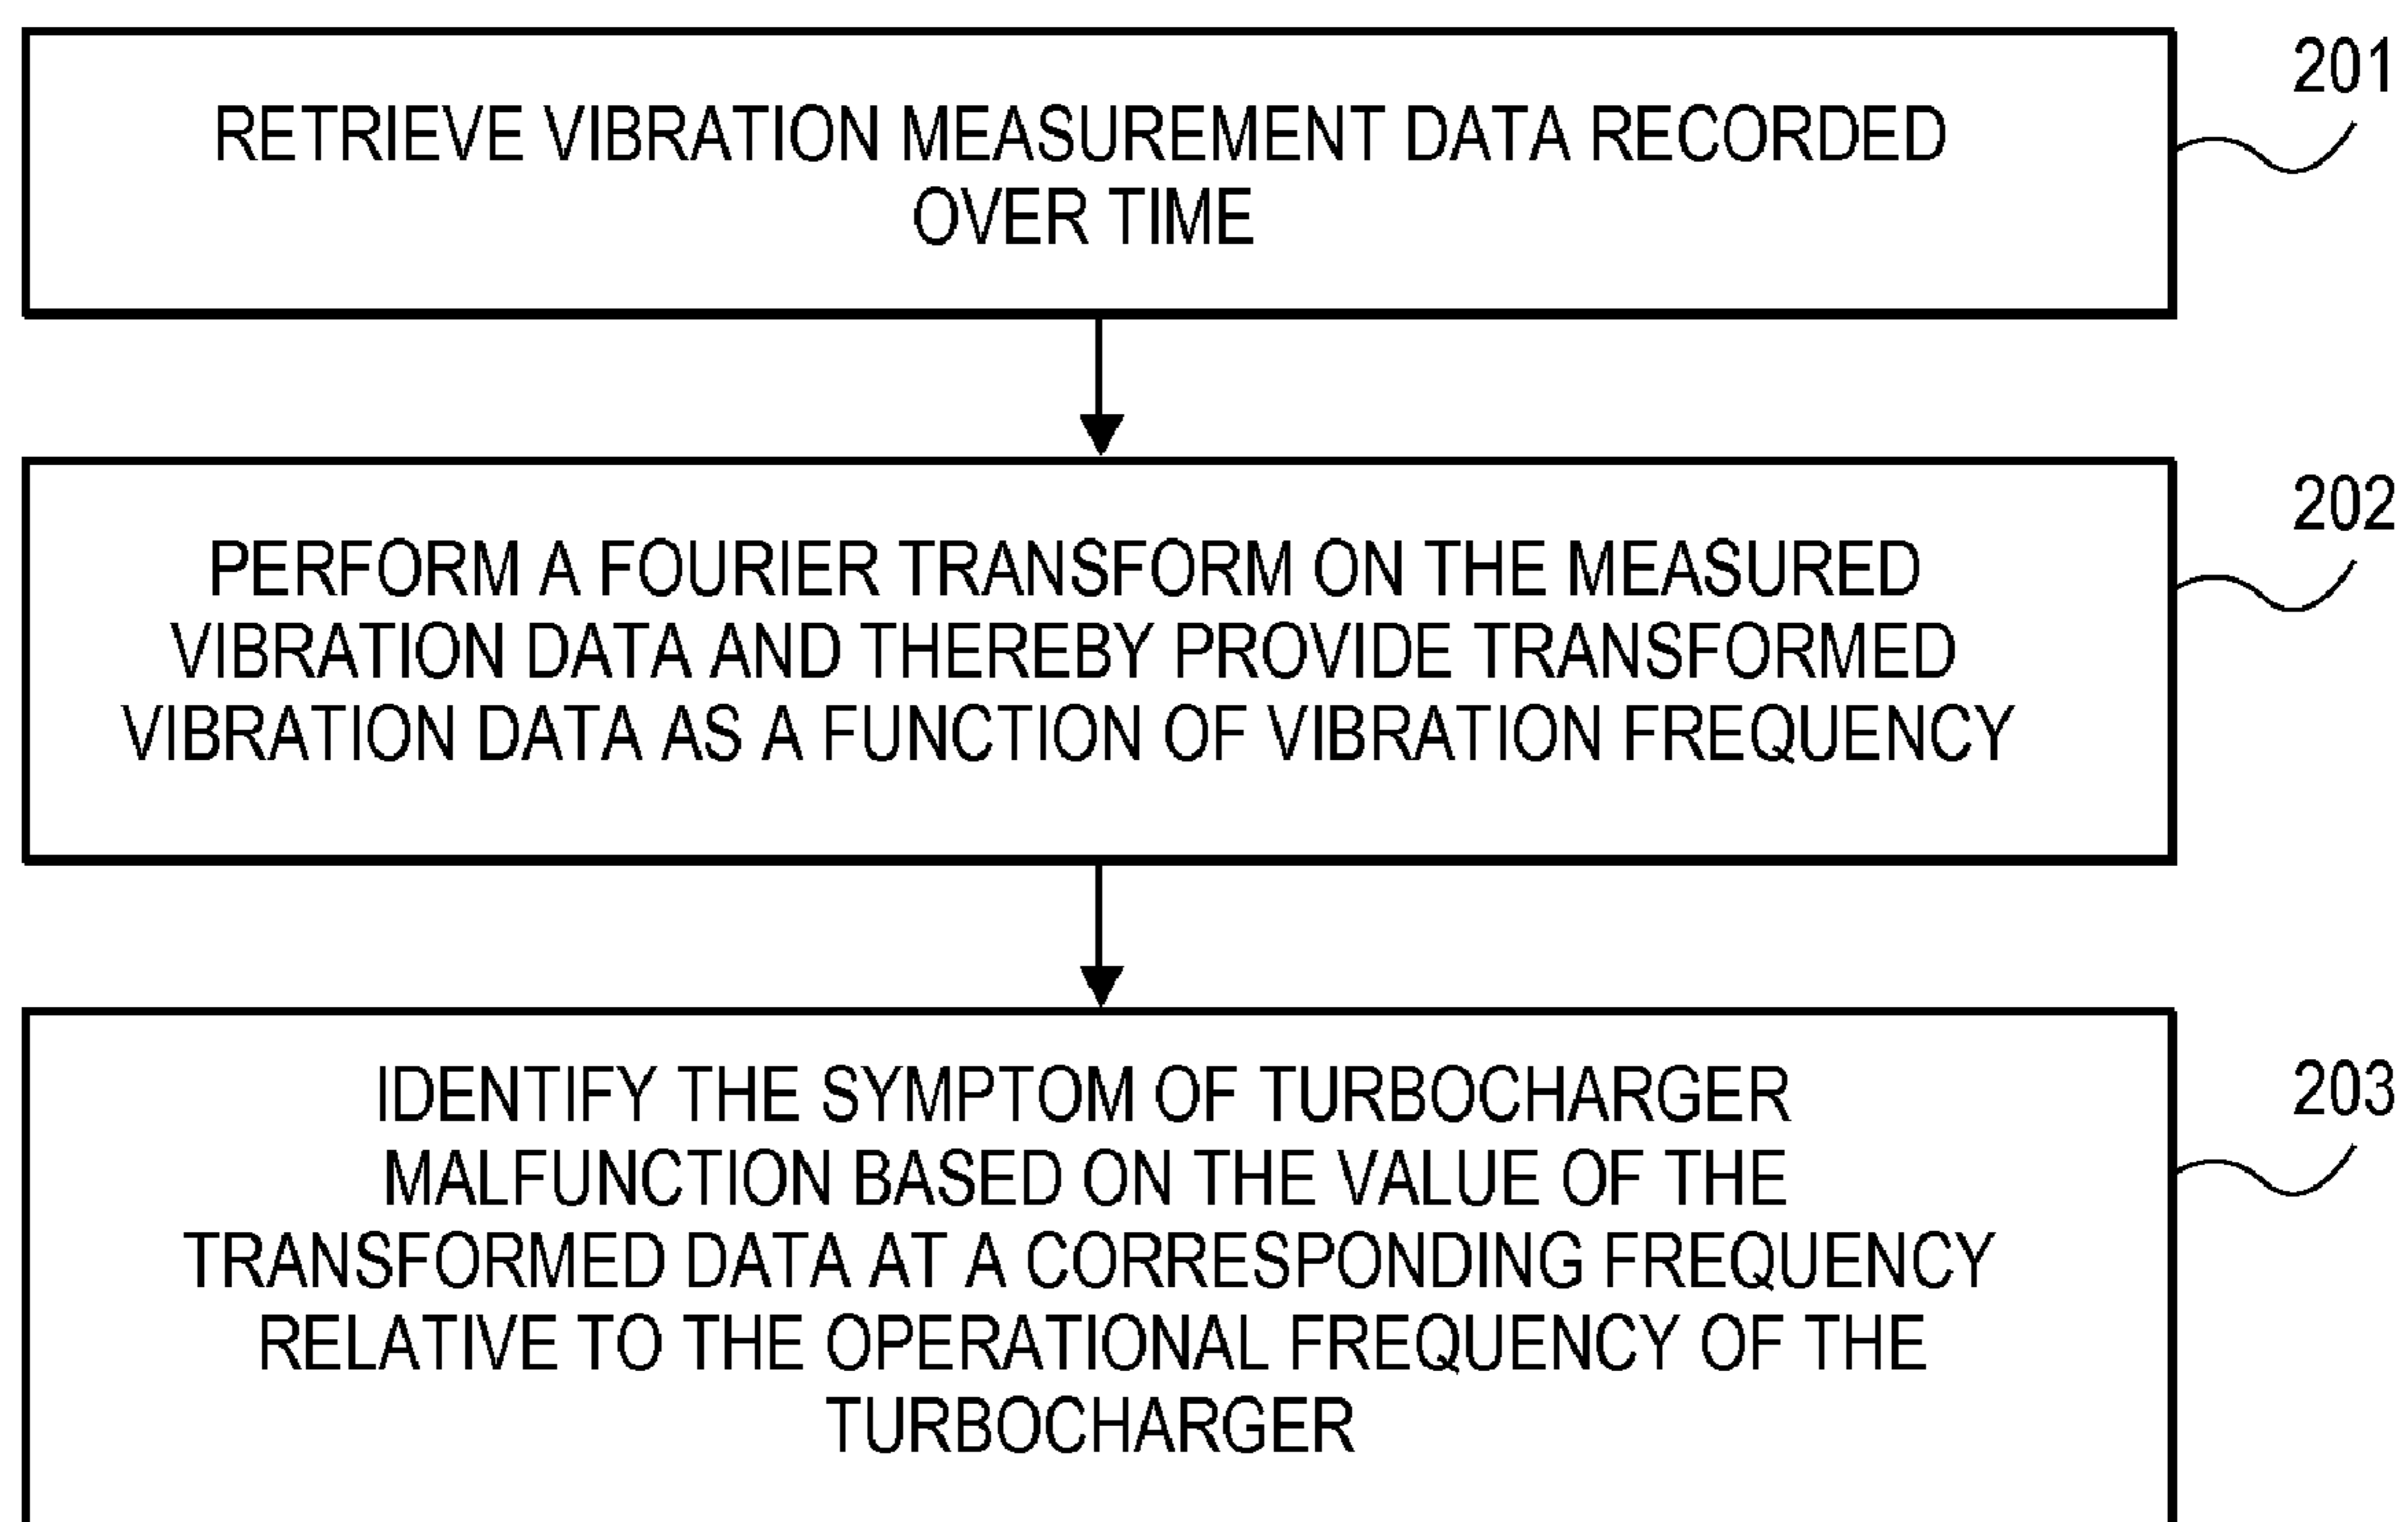 RETRIEVE VIBRATION MEASUREMENT DATA RECORDED
OVER TIME
201
PERFORM A FOURIER TRANSFORM ON THE MEASURED
VIBRATION DATA AND THEREBY PROVIDE TRANSFORMED
VIBRATION DATA AS A FUNCTION OF VIBRATION FREQUENCY
202
IDENTIFY THE SYMPTOM OF TURBOCHARGER
MALFUNCTION BASED ON THE VALUE OF THE
TRANSFORMED DATA AT A CORRESPONDING FREQUENCY
RELATIVE TO THE OPERATIONAL FREQUENCY OF THE
TURBOCHARGER
203